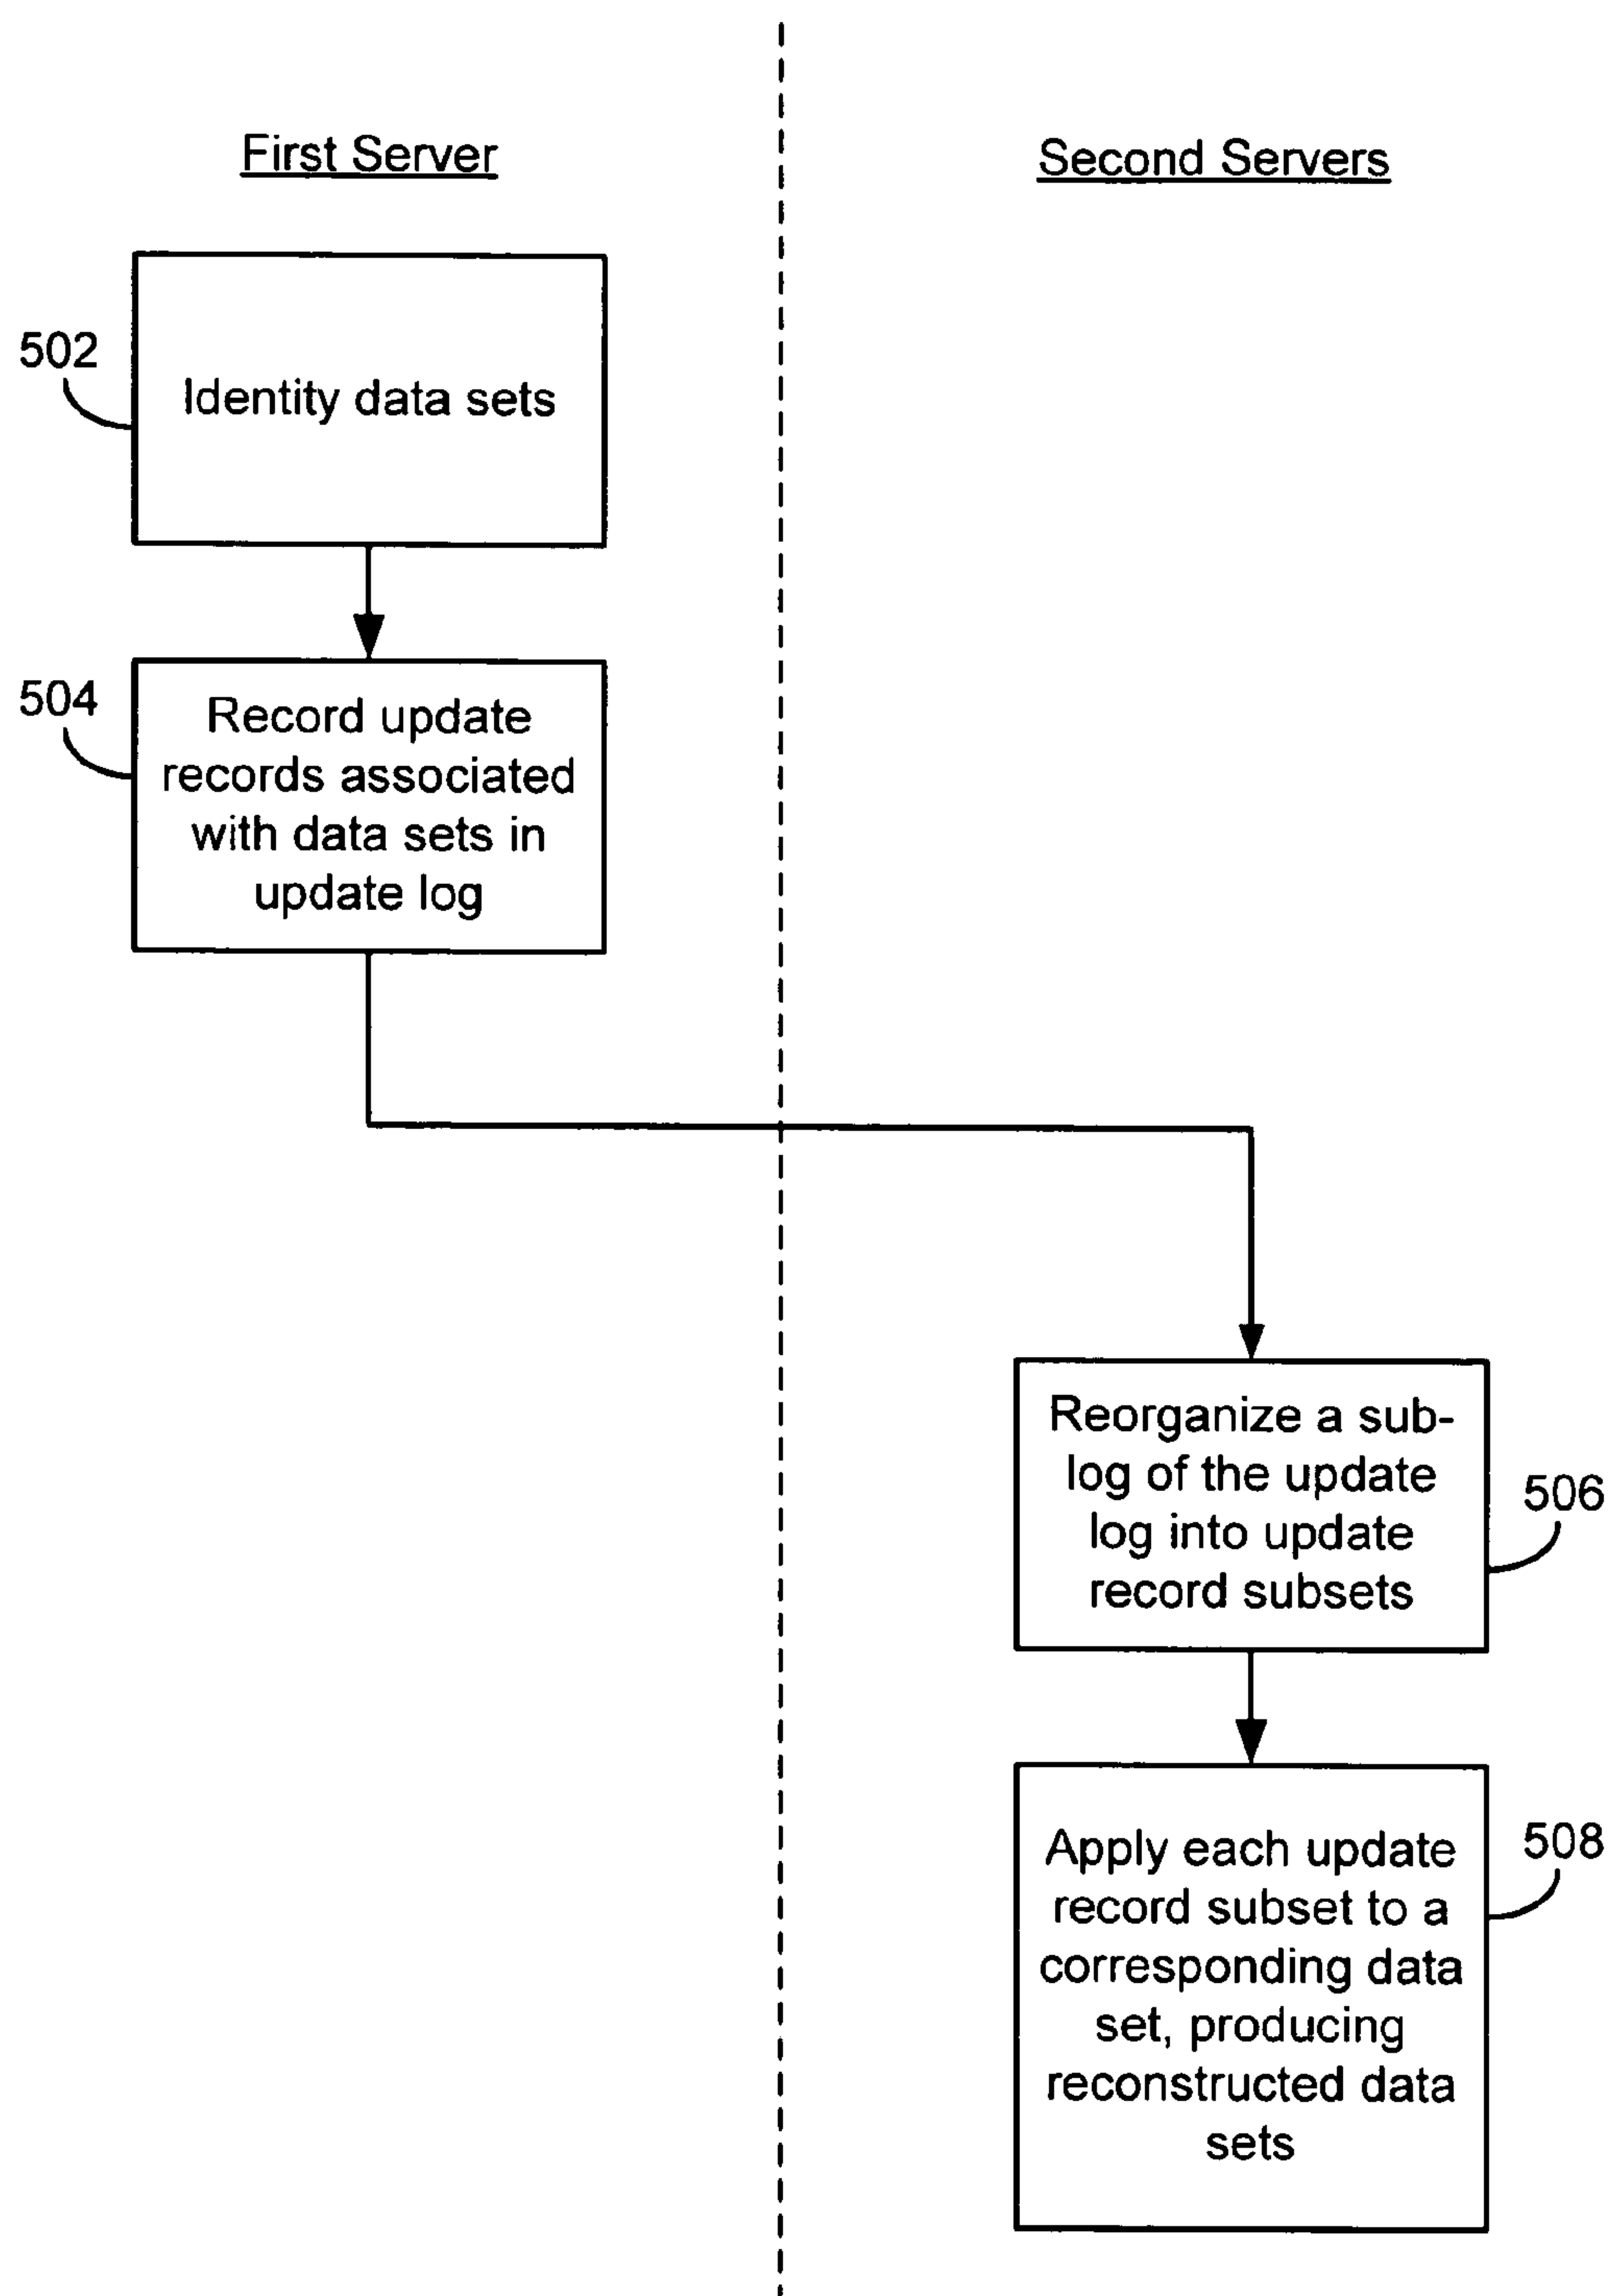 First Server
Second Servers
502
Identity data sets
504
Record update
records associated
with data sets in
update log
Reorganize a sub-
log of the update
log into update
record subsets
506
Apply each update
record subset to a
corresponding data
set, producing
reconstructed data
sets
508